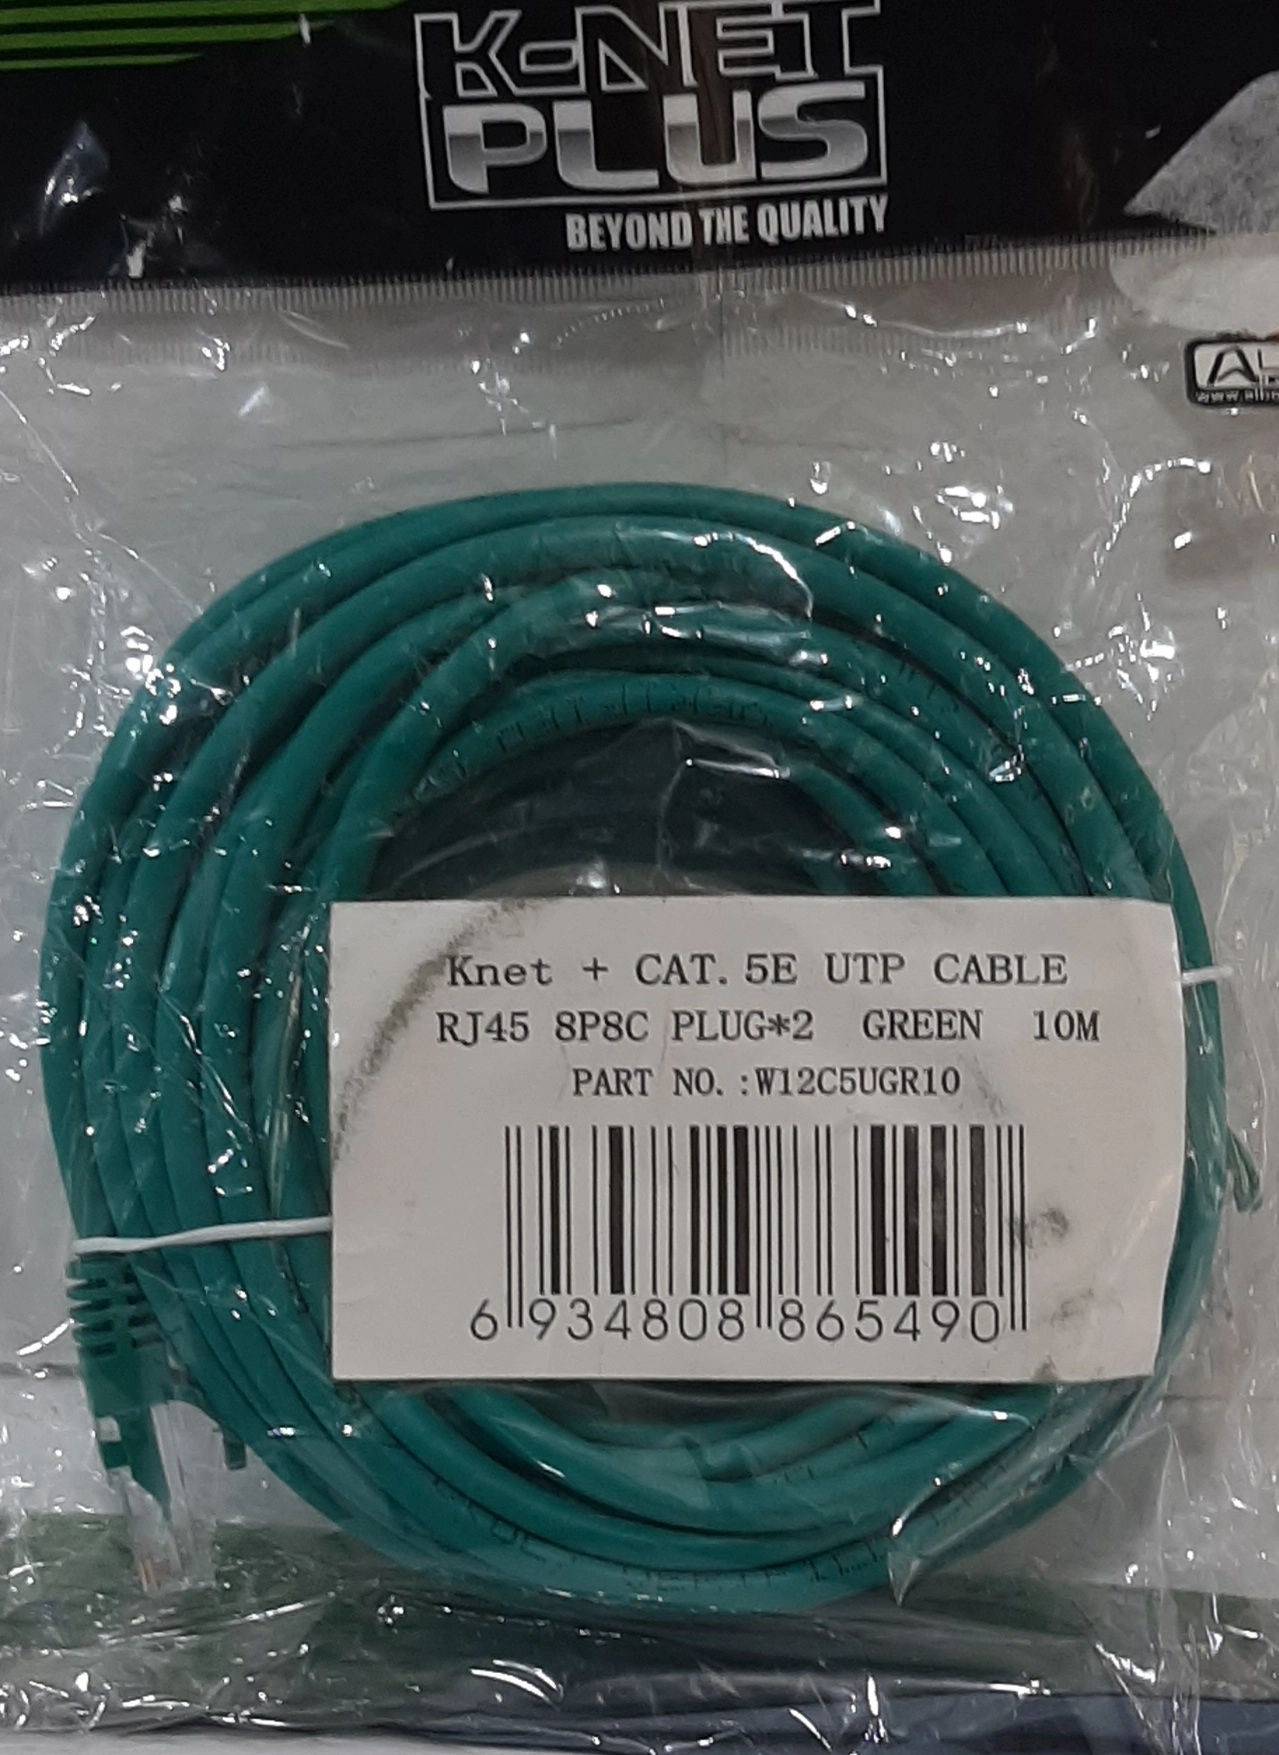 K-NET
PLUS
BEYOND THE QUALITY
Knet + CAT.5E UTP CABLE
RJ45 8P8C PLUG*2 GREEN 10M
PART NO.:W12C5UGR10
6 934808 865490